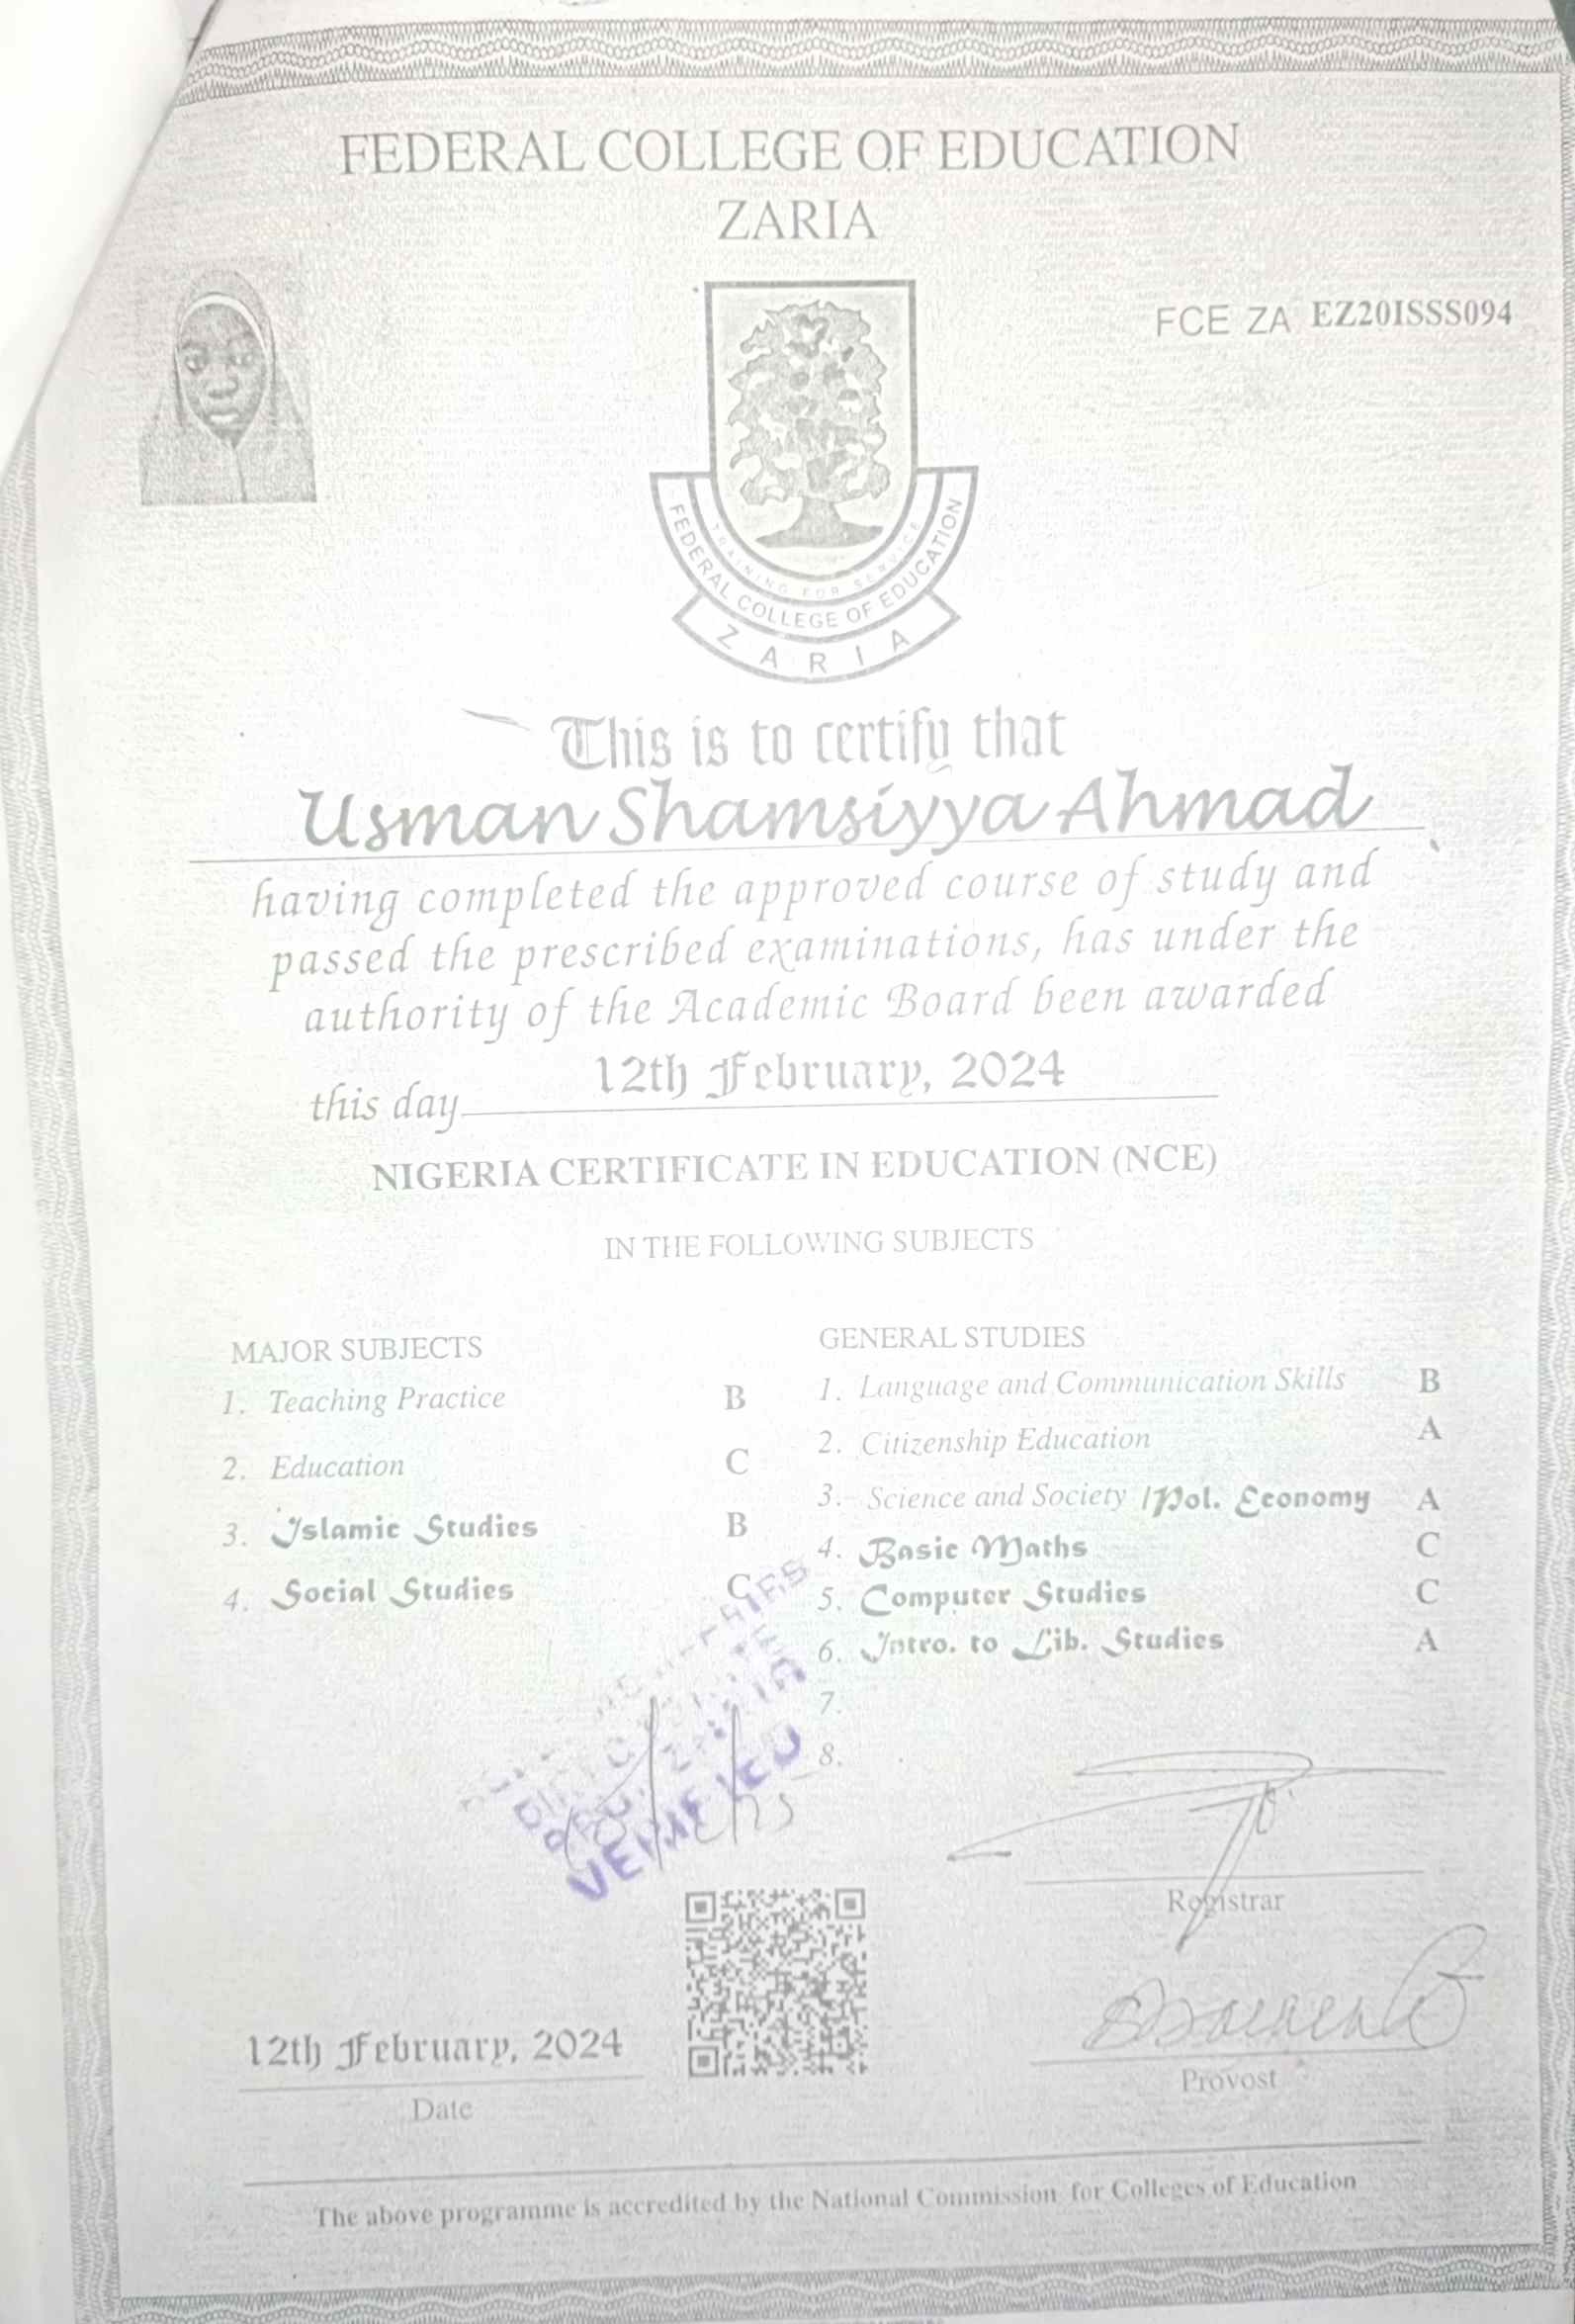 FEDERAL COLLEGE OF EDUCATION
ZARIA
FCE ZA EZ20ISSS094
TRAINING FOR SERVICE
FEDERAL COLLEGE OF EDUCATION
ZARIA
This is to certify that
Usman Shamsiyya Ahmad
having completed the approved course of study and
passed the prescribed examinations, has under the
authority of the Academic Board been awarded
this day 12th February, 2024
NIGERIA CERTIFICATE IN EDUCATION (NCE)
IN THE FOLLOWING SUBJECTS
MAJOR SUBJECTS
1. Teaching Practice B
2. Education C
3. Islamic Studies B
4. Social Studies C
GENERAL STUDIES
1. Language and Communication Skills B
2. Citizenship Education A
3. Science and Society /Pol. Economy A
4. Basic Maths C
5. Computer Studies C
6. Intro. to Lib. Studies A
7.
8.
VERIFIED
Registrar
Provost
12th February, 2024
Date
The above programme is accredited by the National Commission for Colleges of Education